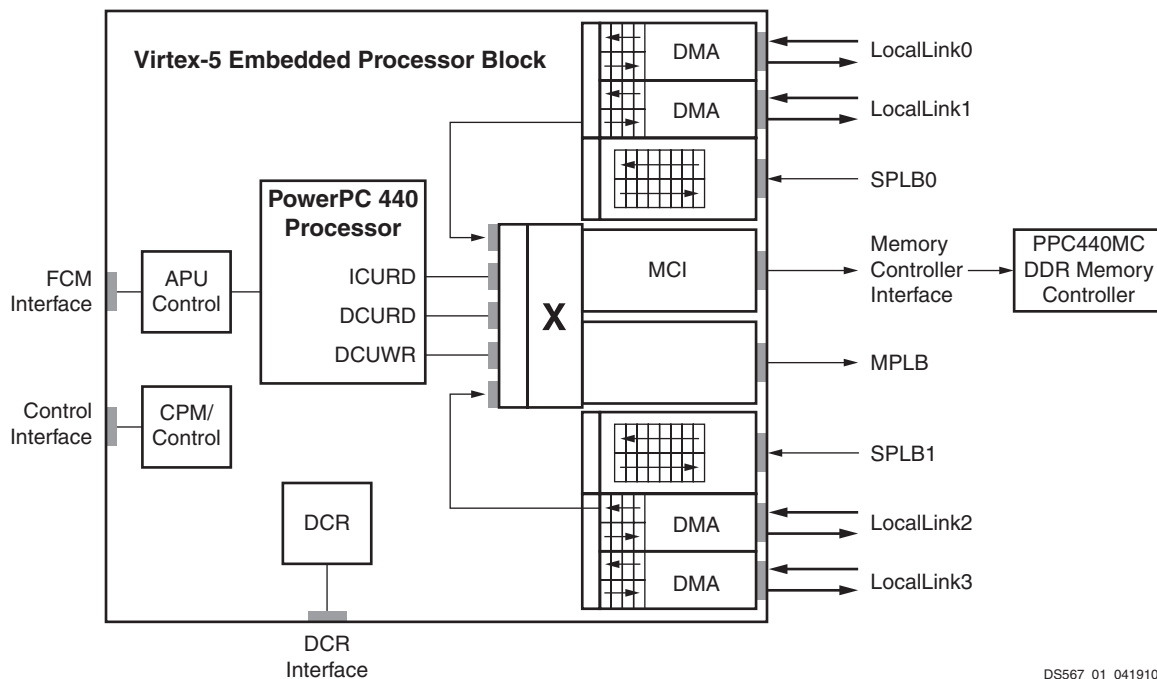 Virtex-5 Embedded Processor Block
DMA
LocalLink0
DMA
LocalLink1
SPLB0
PowerPC 440
Processor
ICURD
DCURD
DCUWR
X
MCI
Memory
Controller
Interface
PPC440MC
DDR Memory
Controller
FCM
Interface
APU
Control
MPLB
Control
Interface
CPM/
Control
SPLB1
DCR
DMA
LocalLink2
DMA
LocalLink3
DCR
Interface
DS567_01_041910